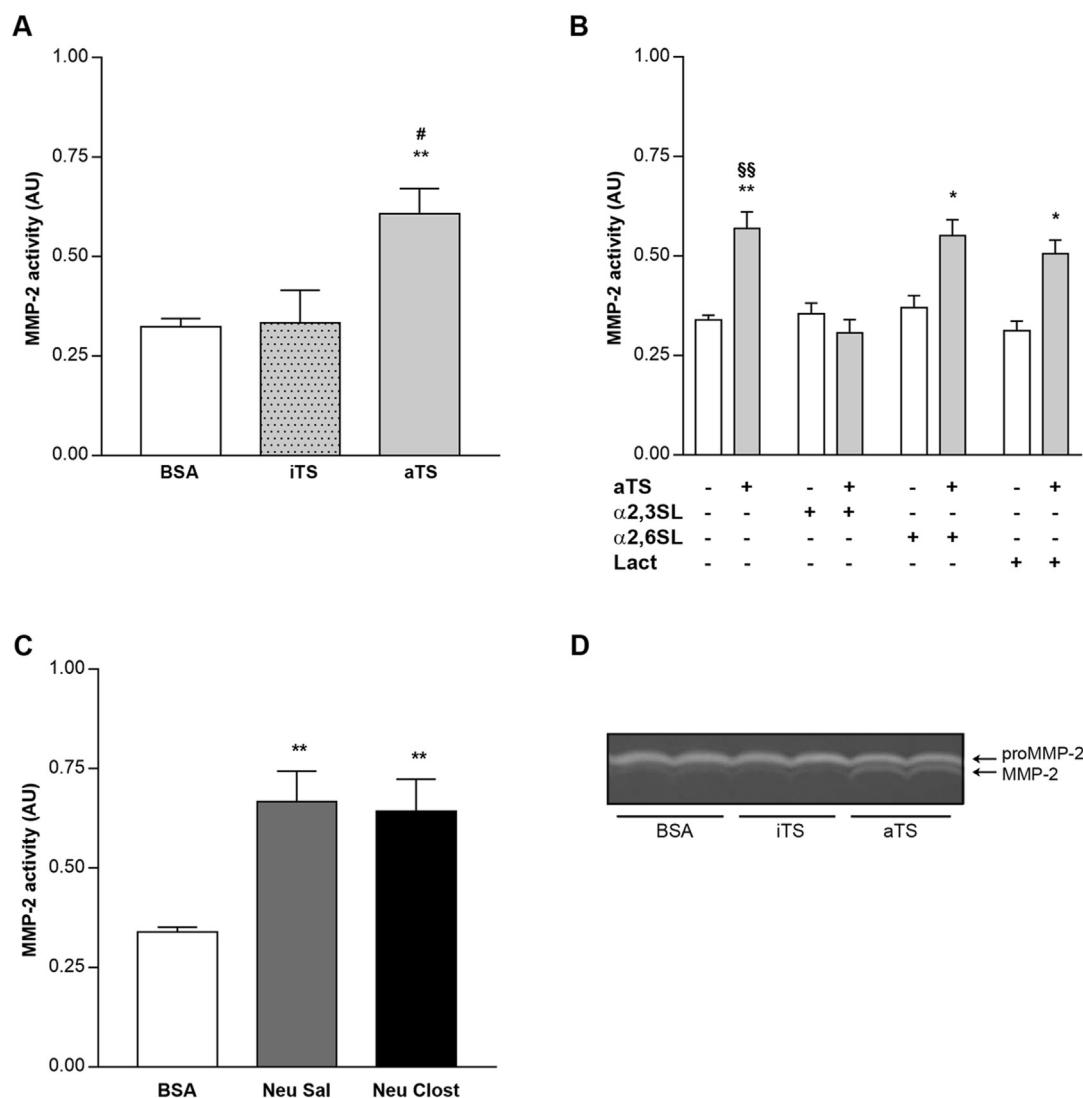 A
MMP-2 activity (AU)
1.00
0.75
0.50
0.25
0.00
#
**
BSA iTS aTS
B
MMP-2 activity (AU)
1.00
0.75
0.50
0.25
0.00
§§
**
*
*
aTS - + - + - + - +
α2,3SL - - + + - - - -
α2,6SL - - - - + + - -
Lact - - - - - - + +
C
MMP-2 activity (AU)
1.00
0.75
0.50
0.25
0.00
**
**
BSA Neu Sal Neu Clost
D
proMMP-2
MMP-2
BSA iTS aTS